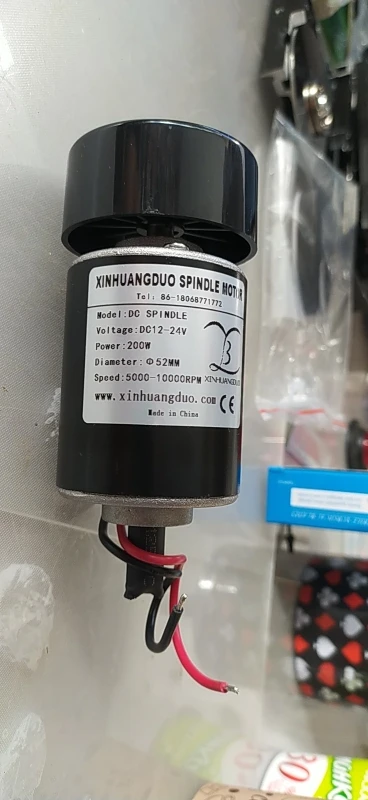 XINHUANGDUO SPINDLE MOTOR
Tel: 86-18068771772
Model:DC SPINDLE
Voltage:DC12-24V
Power:200W
Diameter:Φ52MM
Speed:5000-10000RPM
XINHUANGDUO
www.xinhuangduo.com
CE
Made in China
30